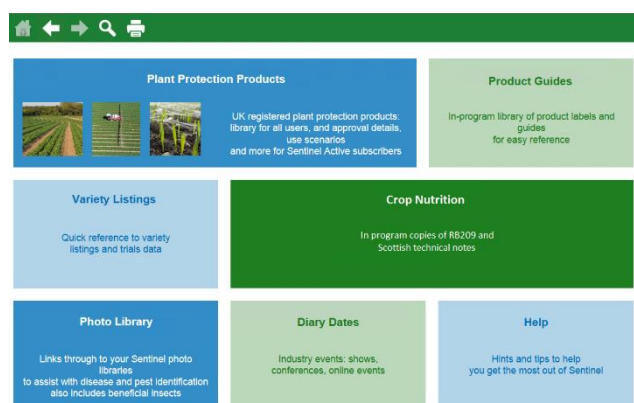 Plant Protection Products
UK registered plant protection products:
library for all users, and approval details,
use scenarios
and more for Sentinel Active subscribers
Product Guides
In-program library of product labels and
guides
for easy reference
Variety Listings
Quick reference to variety
listings and trials data
Crop Nutrition
In program copies of RB209 and
Scottish technical notes
Photo Library
Links through to your Sentinel photo
libraries
to assist with disease and pest identification
also includes beneficial insects
Diary Dates
Industry events: shows,
conferences, online events
Help
Hints and tips to help
you get the most out of Sentinel